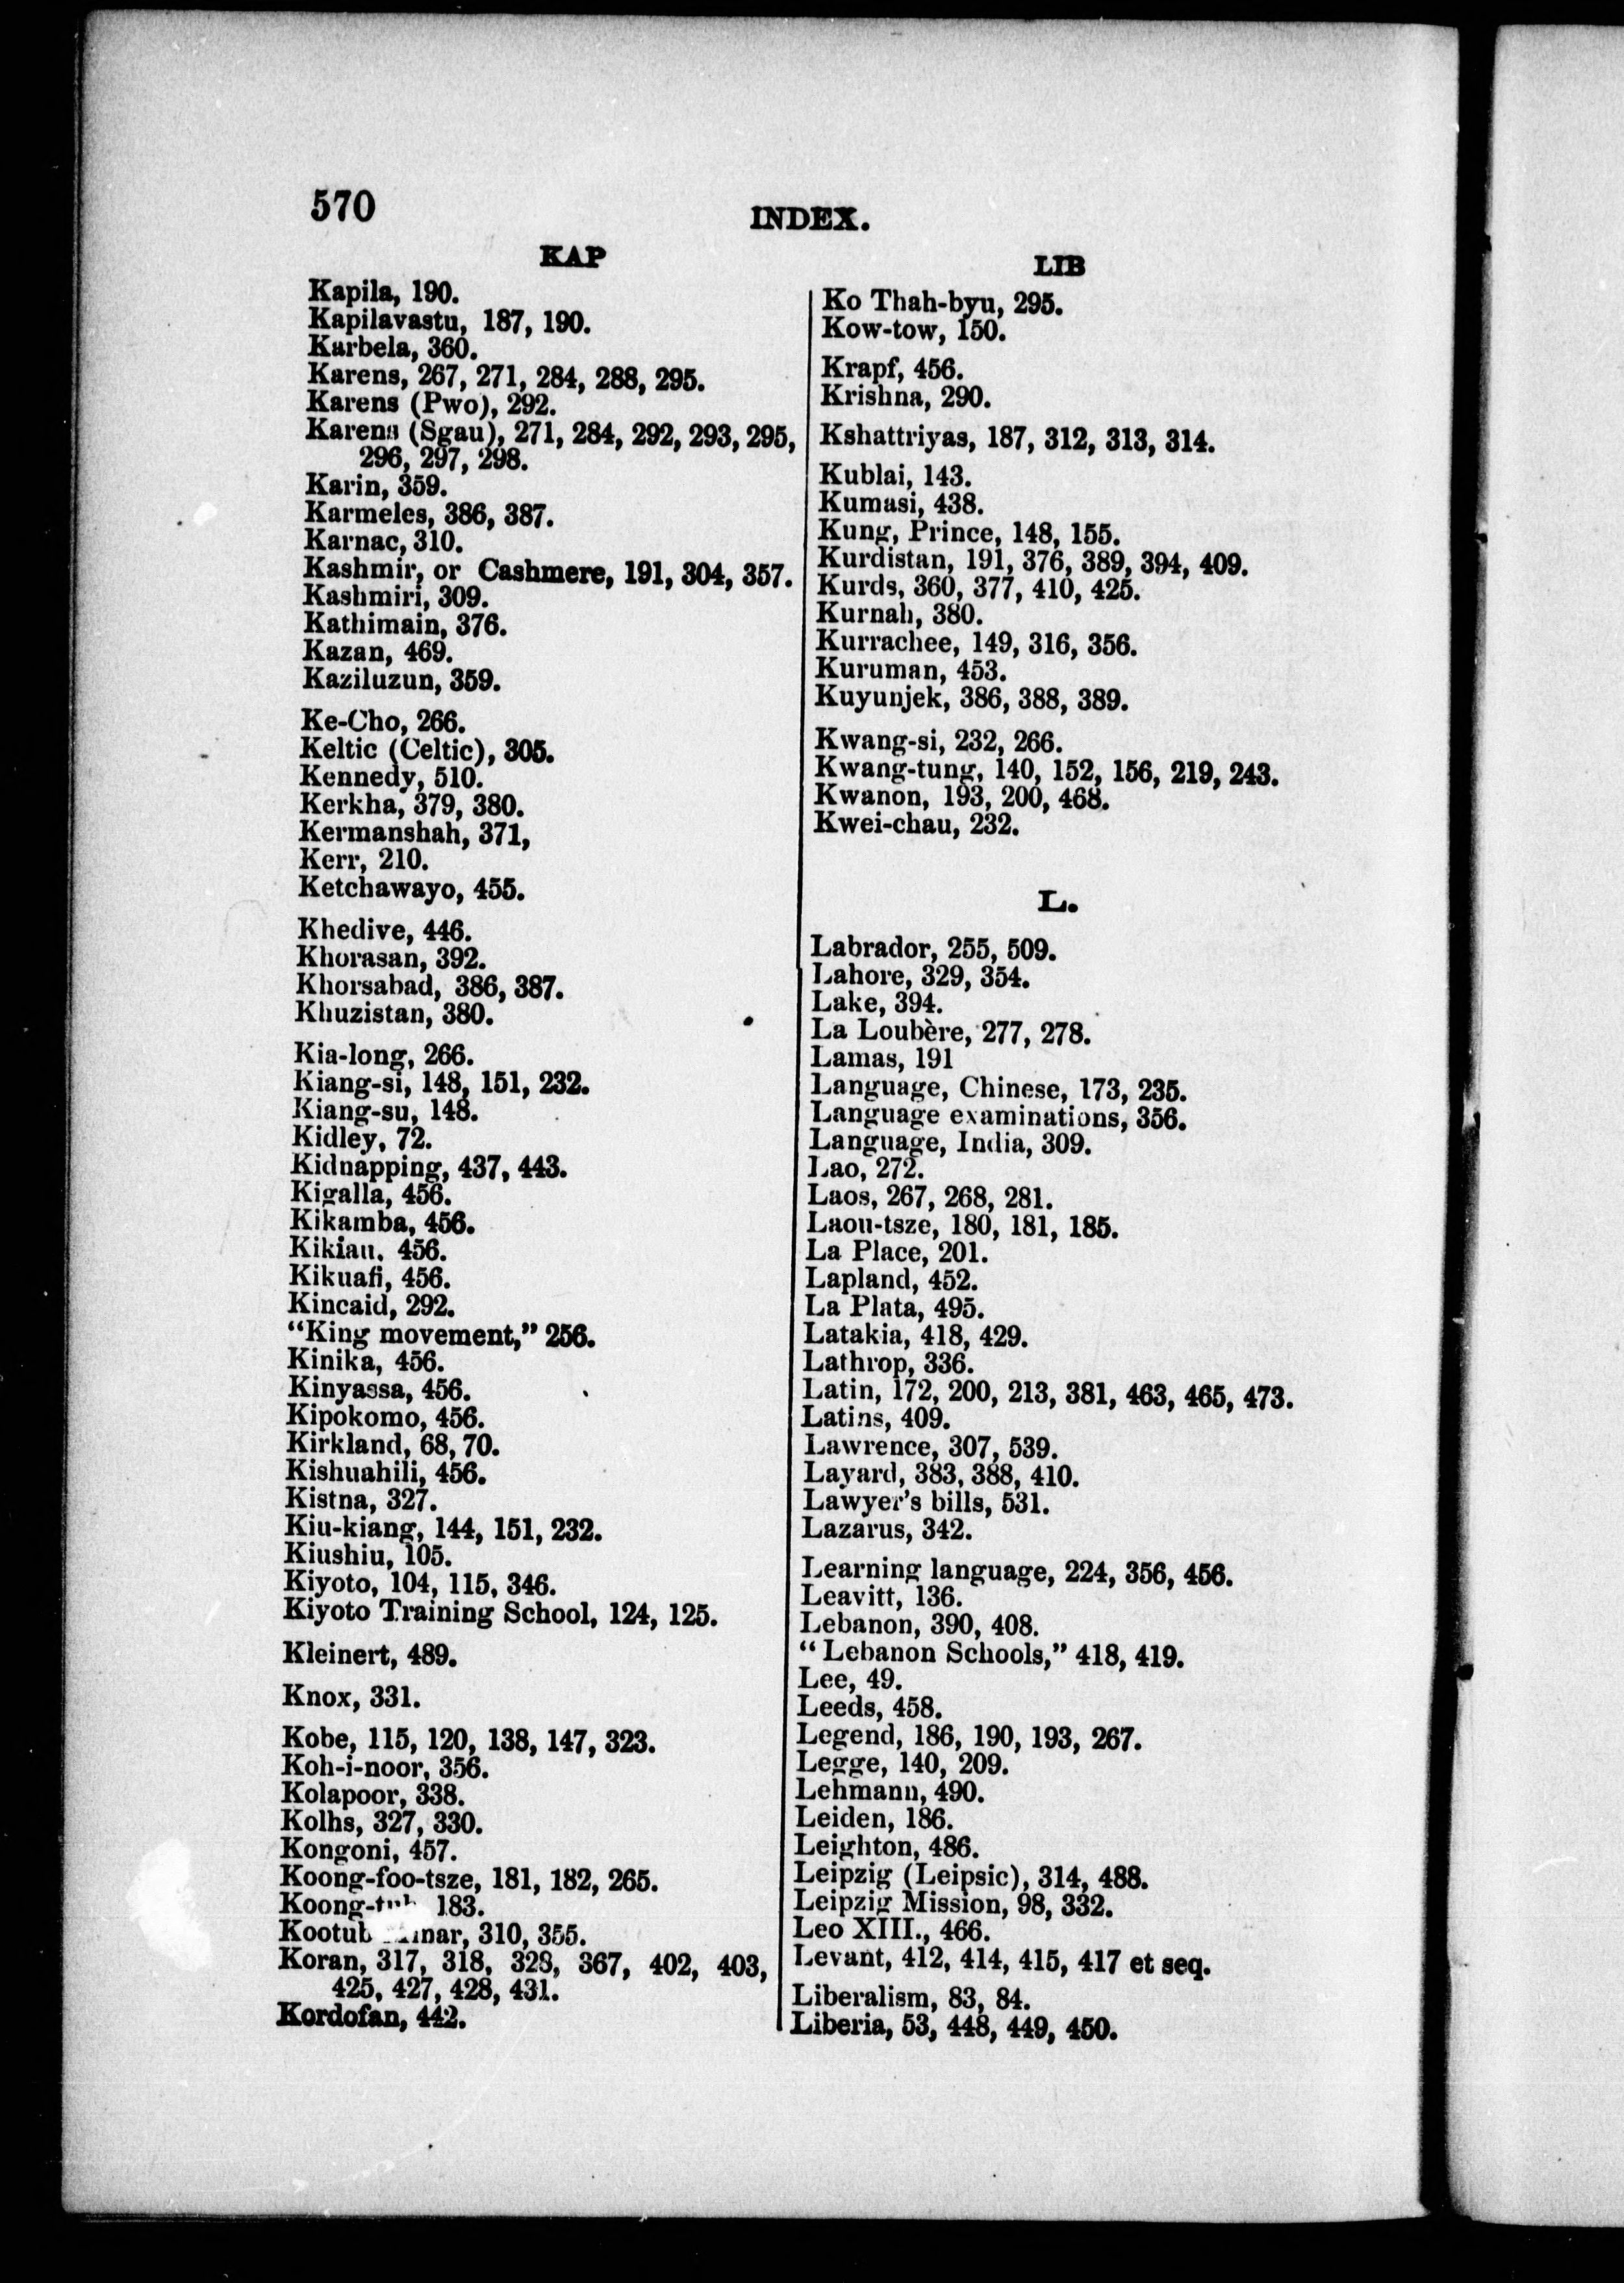 570
INDEX.
KAP
Kapila, 190.
Kapilavastu, 187, 190.
Karbela, 360.
Karens, 267, 271, 284, 288, 295.
Karens (Pwo), 292.
Karens (Sgau), 271, 284, 292, 293, 295,
296, 297, 298.
Karin, 359.
Karmeles, 386, 387.
Karnac, 310.
Kashmir, or Cashmere, 191, 304, 357.
Kashmiri, 309.
Kathimain, 376.
Kazan, 469.
Kaziluzun, 359.
Ke-Cho, 266.
Keltic (Celtic), 305.
Kennedy, 510.
Kerkha, 379, 380.
Kermanshah, 371,
Kerr, 210.
Ketchawayo, 455.
Khedive, 446.
Khorasan, 392.
Khorsabad, 386, 387.
Khuzistan, 380.
Kia-long, 266.
Kiang-si, 148, 151, 232.
Kiang-su, 148.
Kidley, 72.
Kidnapping, 437, 443.
Kigalla, 456.
Kikamba, 456.
Kikiau, 456.
Kikuafi, 456.
Kincaid, 292.
"King movement," 256.
Kinika, 456.
Kinyassa, 456.
Kipokomo, 456.
Kirkland, 68, 70.
Kishuahili, 456.
Kistna, 327.
Kiu-kiang, 144, 151, 232.
Kiushiu, 105.
Kiyoto, 104, 115, 346.
Kiyoto Training School, 124, 125.
Kleinert, 489.
Knox, 331.
Kobe, 115, 120, 138, 147, 323.
Koh-i-noor, 356.
Kolapoor, 338.
Kolhs, 327, 330.
Kongoni, 457.
Koong-foo-tsze, 181, 182, 265.
183.
Kootub 310, 355.
Koran, 317, 318, 328, 367, 402, 403,
425, 427, 428, 431.
Kordofan, 442.
LIB
Ko Thah-byu, 295.
Kow-tow, 150.
Krapf, 456.
Krishna, 290.
Kshattriyas, 187, 312, 313, 314.
Kublai, 143.
Kumasi, 438.
Kung, Prince, 148, 155.
Kurdistan, 191, 376, 389, 394, 409.
Kurds, 360, 377, 410, 425.
Kurnah, 380.
Kurrachee, 149, 316, 356.
Kuruman, 453.
Kuyunjek, 386, 388, 389.
Kwang-si, 232, 266.
Kwang-tung, 140, 152, 156, 219, 243.
Kwanon, 193, 200, 468.
Kwei-chau, 232.
L.
Labrador, 255, 509.
Lahore, 329, 354.
Lake, 394.
La Loubère, 277, 278.
Lamas, 191
Language, Chinese, 173, 235.
Language examinations, 356.
Language, India, 309.
Lao, 272.
Laos, 267, 268, 281.
Laou-tsze, 180, 181, 185.
La Place, 201.
Lapland, 452.
La Plata, 495.
Latakia, 418, 429.
Lathrop, 336.
Latin, 172, 200, 213, 381, 463, 465, 473.
Latins, 409.
Lawrence, 307, 539.
Layard, 383, 388, 410.
Lawyer's bills, 531.
Lazarus, 342.
Learning language, 224, 356, 456.
Leavitt, 136.
Lebanon, 390, 408.
"Lebanon Schools," 418, 419.
Lee, 49.
Leeds, 458.
Legend, 186, 190, 193, 267.
Legge, 140, 209.
Lehmann, 490.
Leiden, 186.
Leighton, 486.
Leipzig (Leipsic), 314, 488.
Leipzig Mission, 98, 332.
Leo XIII., 466.
Levant, 412, 414, 415, 417 et seq.
Liberalism, 83, 84.
Liberia, 53, 448, 449, 450.